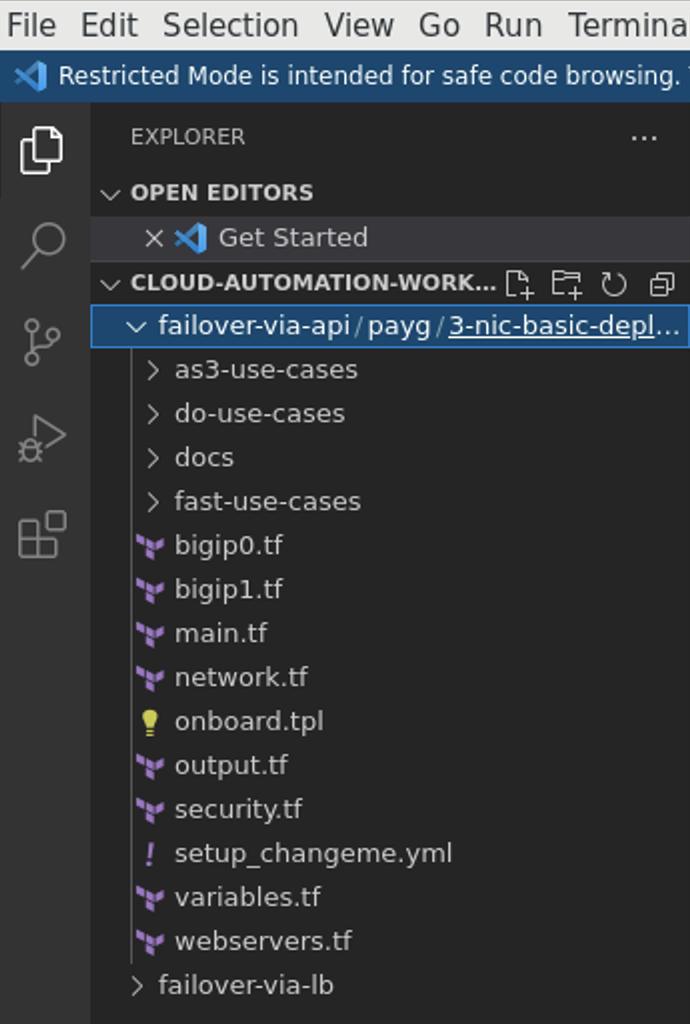 File Edit Selection View Go Run Termina
Restricted Mode is intended for safe code browsing.
EXPLORER ...
OPEN EDITORS
Get Started
CLOUD-AUTOMATION-WORK...
failover-via-api/payg/3-nic-basic-depl...
as3-use-cases
do-use-cases
docs
fast-use-cases
bigip0.tf
bigip1.tf
main.tf
network.tf
onboard.tpl
output.tf
security.tf
! setup_changeme.yml
variables.tf
webservers.tf
failover-via-lb